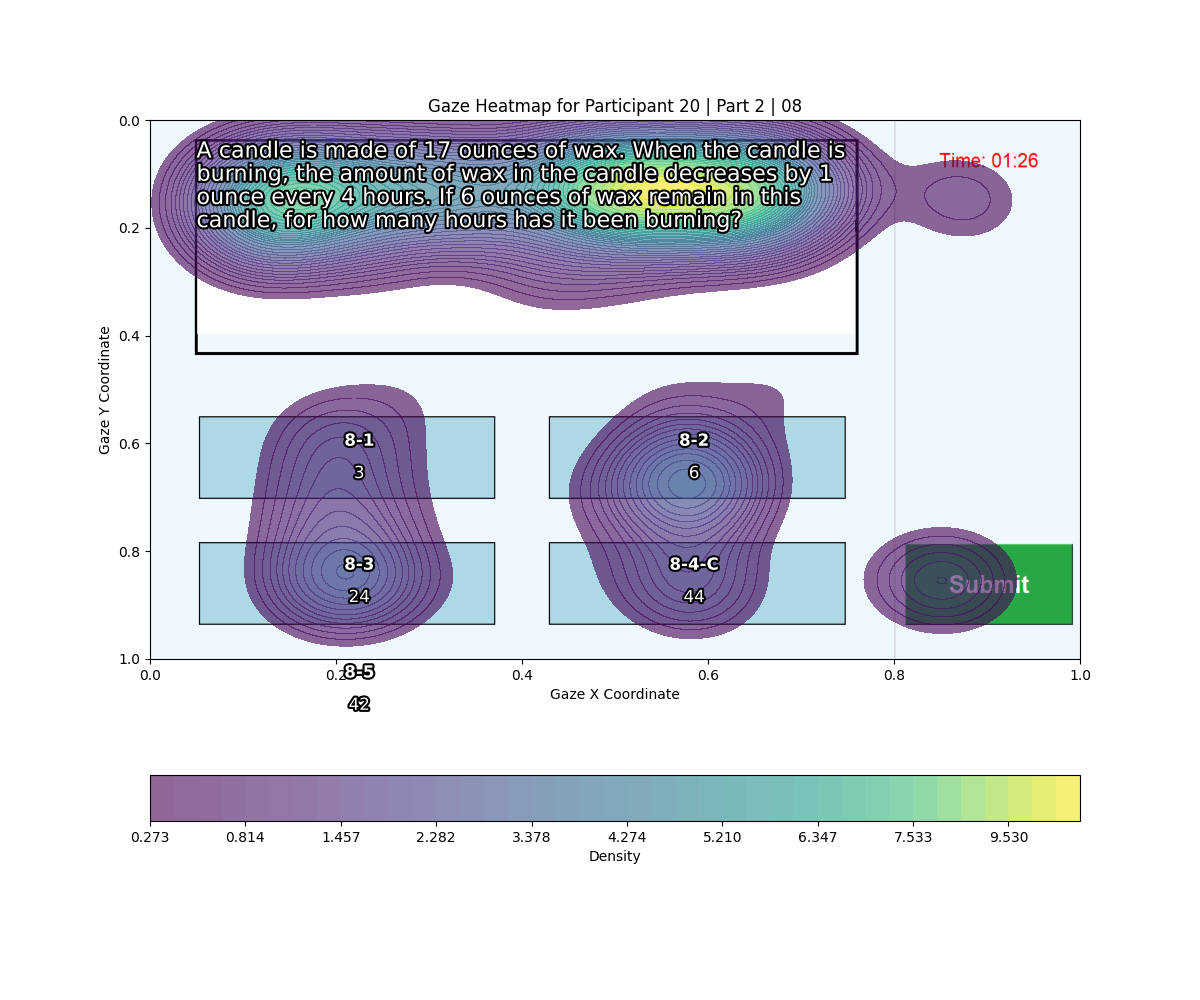 Gaze Heatmap for Participant 20 | Part 2 | 08
0.0
0.2
0.4
0.6
0.8
1.0
Gaze Y Coordinate
A candle is made of 17 ounces of wax. When the candle is
burning, the amount of wax in the candle decreases by 1
ounce every 4 hours. If 6 ounces of wax remain in this
candle, for how many hours has it been burning?
Time: 01:26
8-1
3
8-2
6
8-3
24
8-4-C
44
Submit
8-5
42
0.0 0.2 0.4 0.6 0.8 1.0
Gaze X Coordinate
0.273 0.814 1.457 2.282 3.378 4.274 5.210 6.347 7.533 9.530
Density